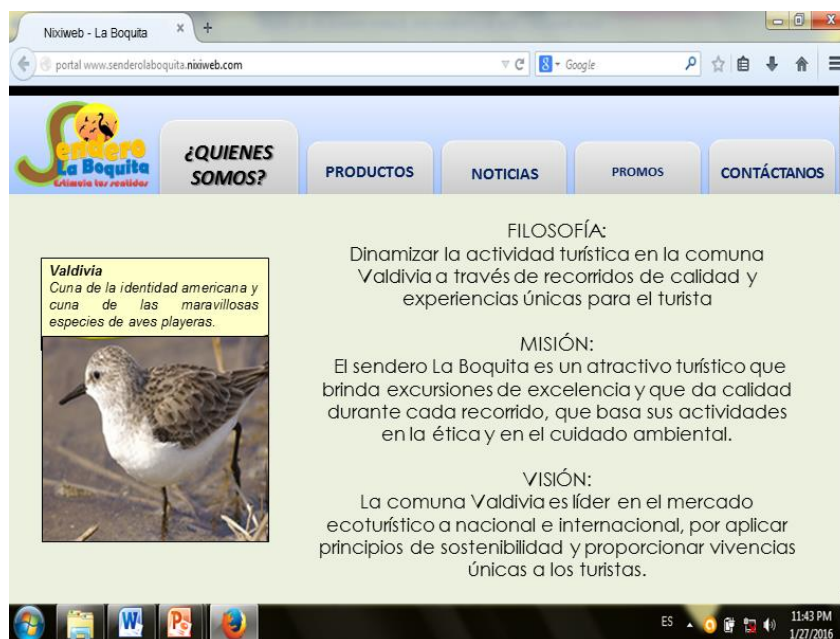 Nixiweb - La Boquita
portal www.senderolaboquita.nixiweb.com
Google
Sendero
La Boquita
Estimula tus sentidos
¿QUIENES
SOMOS?
PRODUCTOS
NOTICIAS
PROMOS
CONTÁCTANOS
Valdivia
Cuna de la identidad americana y
cuna de las maravillosas
especies de aves playeras.
FILOSOFÍA:
Dinamizar la actividad turística en la comuna
Valdivia a través de recorridos de calidad y
experiencias únicas para el turista
MISIÓN:
El sendero La Boquita es un atractivo turístico que
brinda excursiones de excelencia y que da calidad
durante cada recorrido, que basa sus actividades
en la ética y en el cuidado ambiental.
VISIÓN:
La comuna Valdivia es líder en el mercado
ecoturístico a nacional e internacional, por aplicar
principios de sostenibilidad y proporcionar vivencias
únicas a los turistas.
ES
11:43 PM
1/27/2016